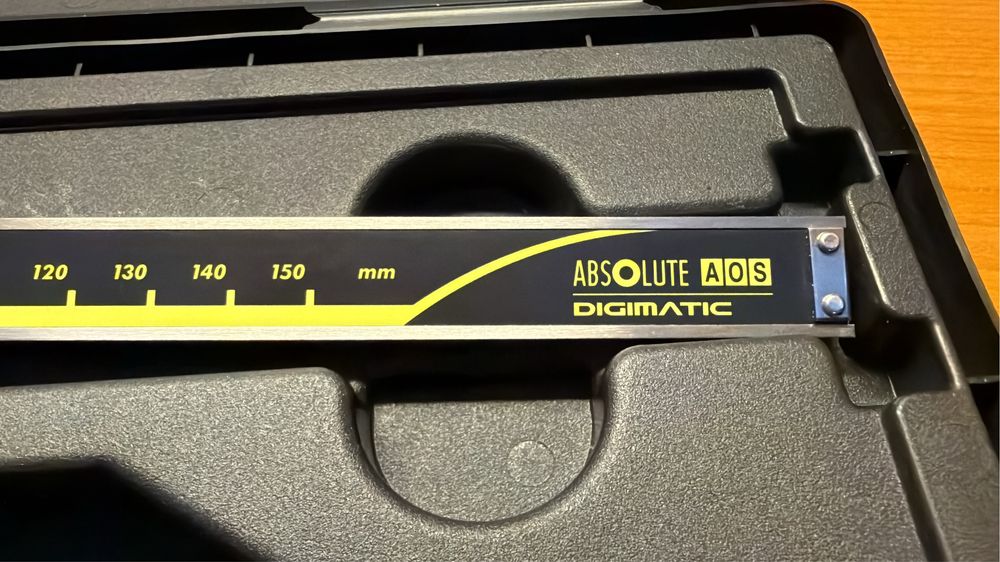 120 130 140 150 mm
ABSOLUTE AOS
DIGIMATIC